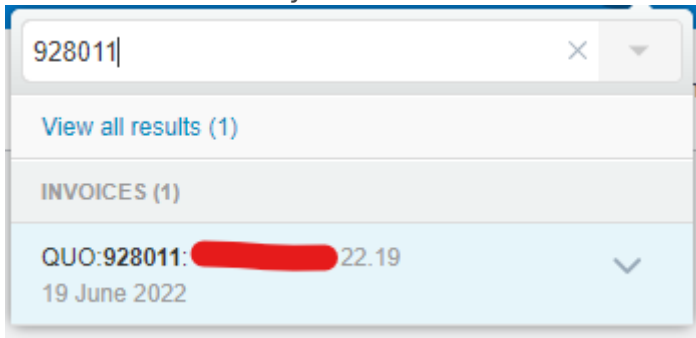 928011
View all results (1)
INVOICES (1)
QUO:928011: 22.19
19 June 2022